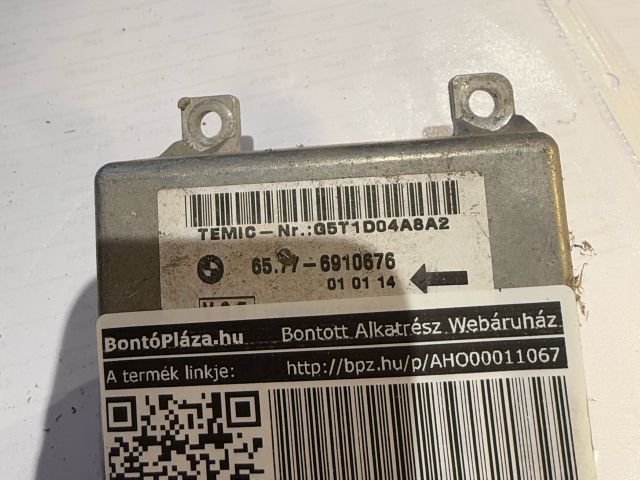 TEMIC-Nr.:G5T1D04A8A2
65.77-6910676
01 01 14
BontóPláza.hu Bontott Alkatrész Webáruház
A termék linkje: http://bpz.hu/p/AHO00011067